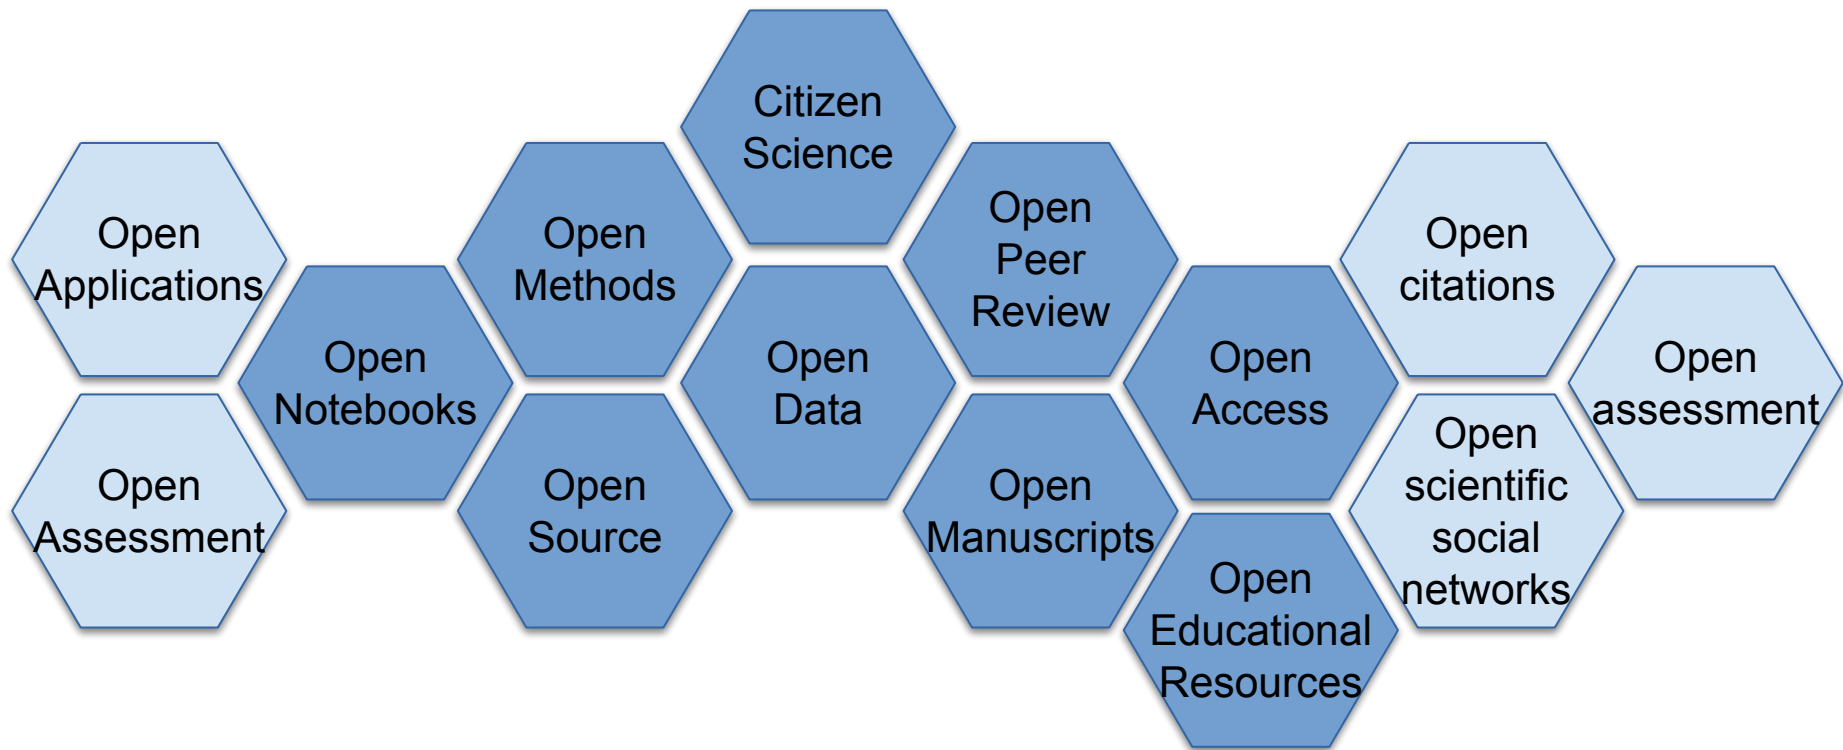 Citizen
Science
Open
Applications
Open
Methods
Open
Peer
Review
Open
citations
Open
Notebooks
Open
Data
Open
Access
Open
assessment
Open
Assessment
Open
Source
Open
Manuscripts
Open
scientific
social
networks
Open
Educational
Resources